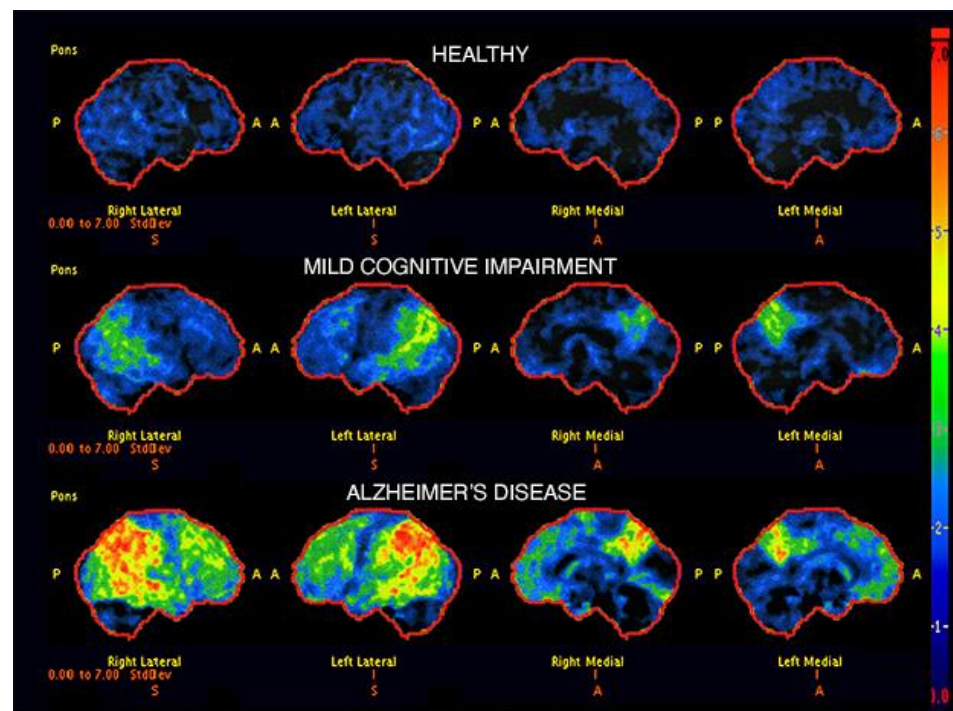 HEALTHY
Pons
P A A P A P P A
Right Lateral Left Lateral Right Medial Left Medial
0.00 to 7.00 StdDev
S S A A
MILD COGNITIVE IMPAIRMENT
Pons
P A A P A P P A
Right Lateral Left Lateral Right Medial Left Medial
0.00 to 7.00 StdDev
S S A A
ALZHEIMER'S DISEASE
Pons
P A A P A P P A
Right Lateral Left Lateral Right Medial Left Medial
0.00 to 7.00 StdDev
S S A A
7.0
6
5
4
3
2
1
0.0